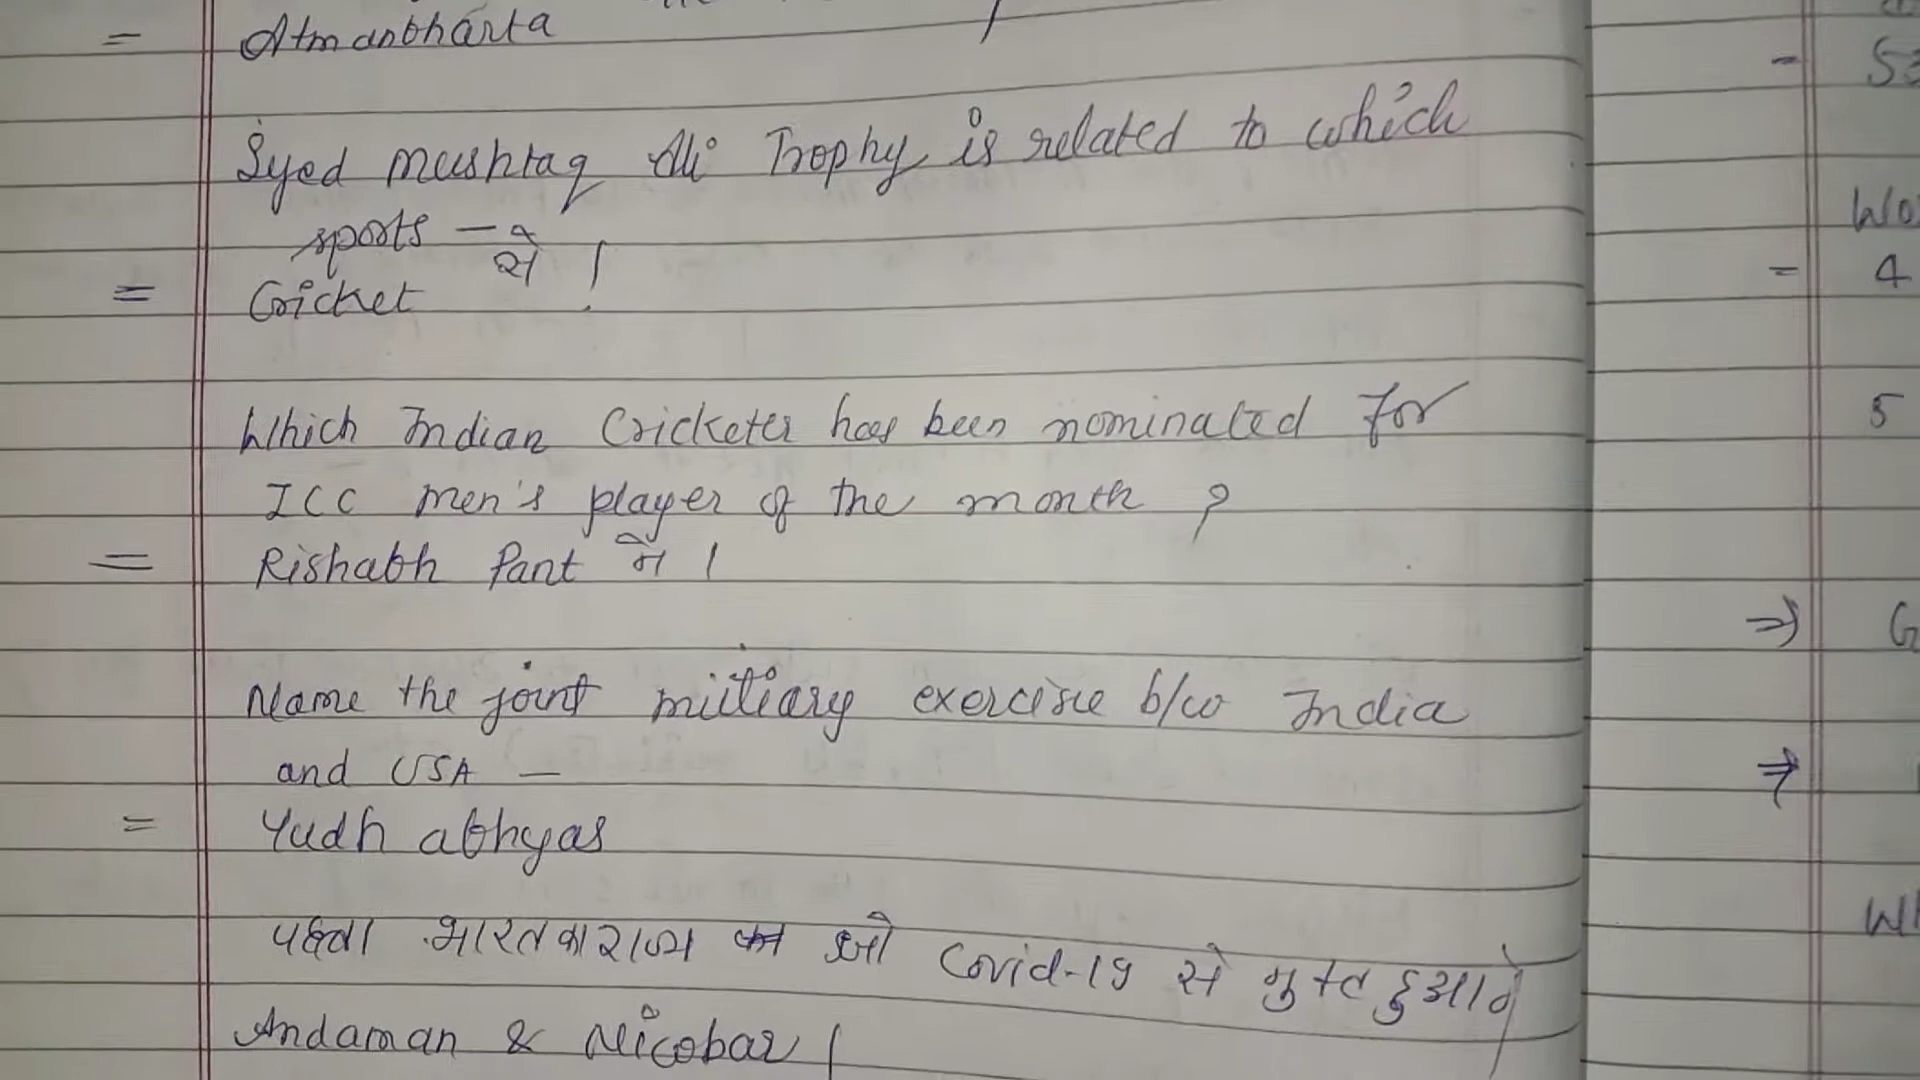 = Atmanbharta
Syed mushtaq Ali Trophy is related to which
sports - से ।
= Cricket
Which Indian Cricketer has been nominated for
ICC men's player of the month ?
= Rishabh Pant ने ।
Name the joint military exercise b/w India
and USA —
= Yudh abhyas
पहला भारत का राज्य जो Covid-19 से मुक्त हुआ
Andaman & Nicobar ।
-
- 4
5
⇒ G
⇒